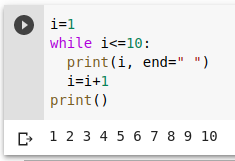 i=1
while i<=10:
  print(i, end=" ")
  i=i+1
print()
1 2 3 4 5 6 7 8 9 10